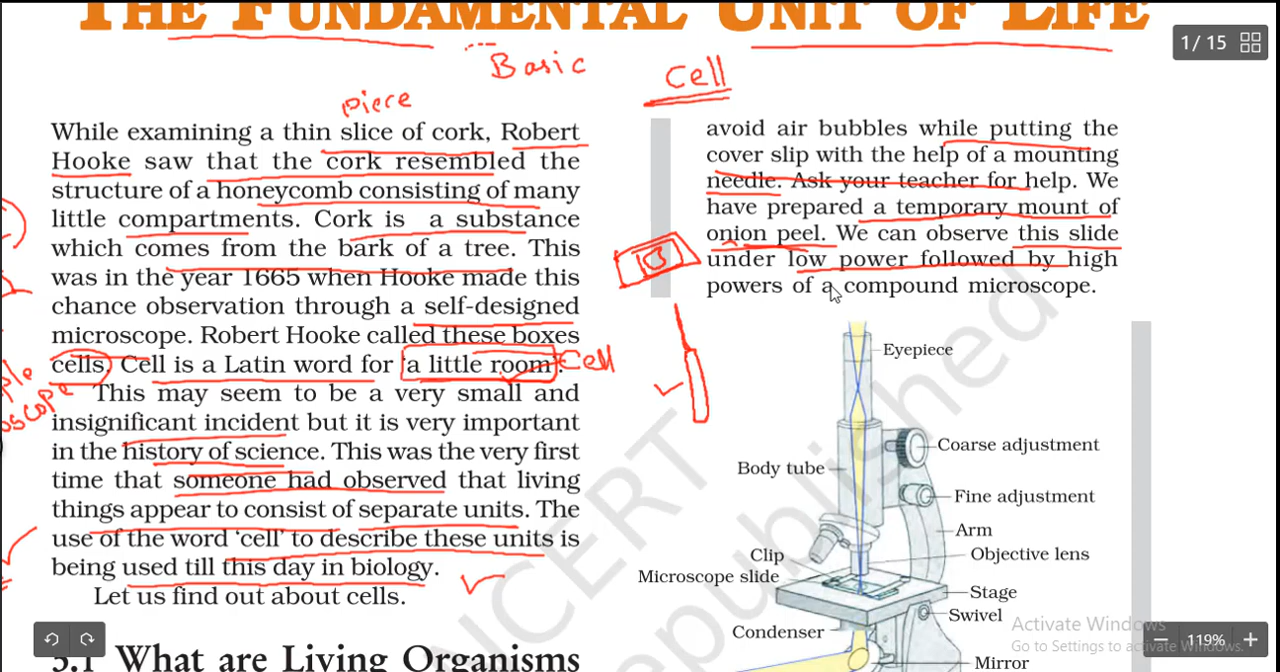 THE FUNDAMENTAL UNIT OF LIFE
1 / 15
Basic
Cell
piece
While examining a thin slice of cork, Robert
Hooke saw that the cork resembled the
structure of a honeycomb consisting of many
little compartments. Cork is a substance
which comes from the bark of a tree. This
was in the year 1665 when Hooke made this
chance observation through a self-designed
microscope. Robert Hooke called these boxes
cells. Cell is a Latin word for 'a little room'.
Cell
This may seem to be a very small and
insignificant incident but it is very important
in the history of science. This was the very first
time that someone had observed that living
things appear to consist of separate units. The
use of the word 'cell' to describe these units is
being used till this day in biology.
Let us find out about cells.
5.1 What are Living Organisms
avoid air bubbles while putting the
cover slip with the help of a mounting
needle. Ask your teacher for help. We
have prepared a temporary mount of
onion peel. We can observe this slide
under low power followed by high
powers of a compound microscope.
Eyepiece
Coarse adjustment
Body tube
Fine adjustment
Arm
Objective lens
Clip
Microscope slide
Stage
Swivel
Condenser
Mirror
NCERT
republished
Activate Windows
Go to Settings to activate Windows.
119%